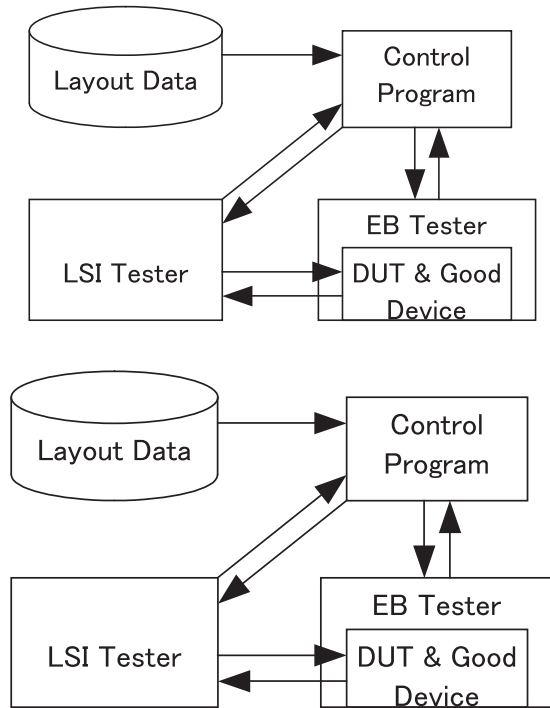 Layout Data
Control
Program
LSI Tester
EB Tester
DUT & Good
Device
Layout Data
Control
Program
LSI Tester
EB Tester
DUT & Good
Device